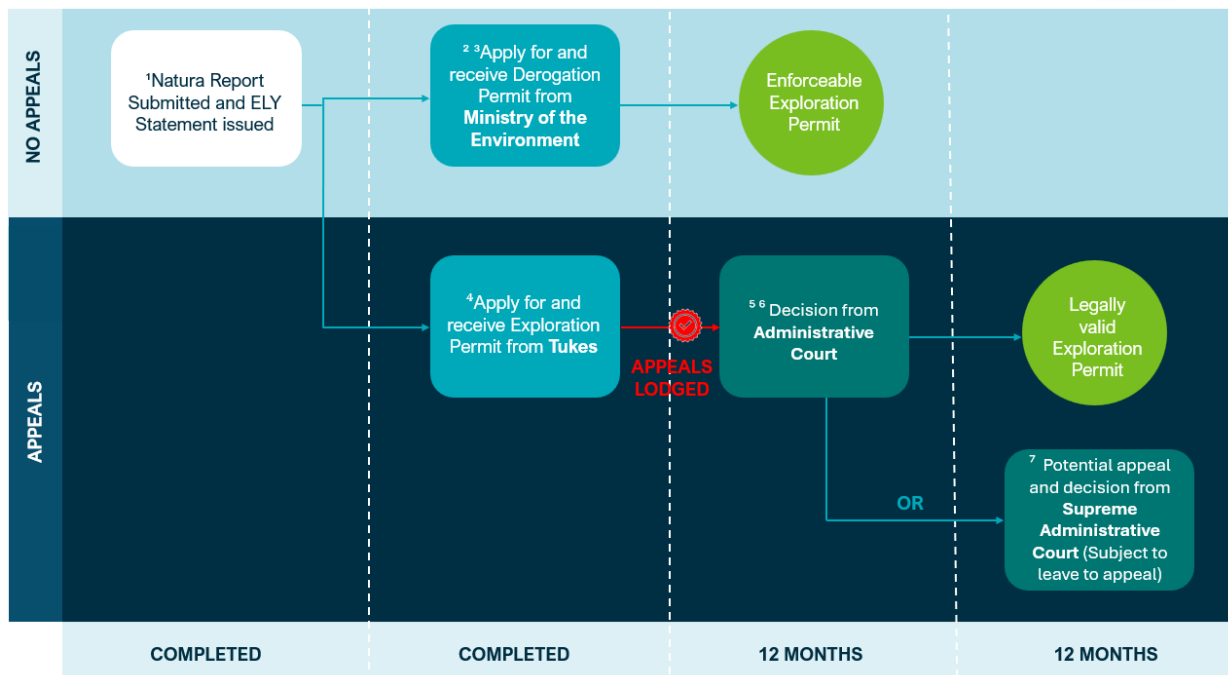 NO APPEALS
¹Natura Report
Submitted and ELY
Statement issued
² ³Apply for and
receive Derogation
Permit from
Ministry of the
Environment
Enforceable
Exploration
Permit
APPEALS
⁴Apply for and
receive Exploration
Permit from Tukes
APPEALS
LODGED
⁵ ⁶ Decision from
Administrative
Court
Legally
valid
Exploration
Permit
OR
⁷ Potential appeal
and decision from
Supreme
Administrative
Court (Subject to
leave to appeal)
COMPLETED
COMPLETED
12 MONTHS
12 MONTHS